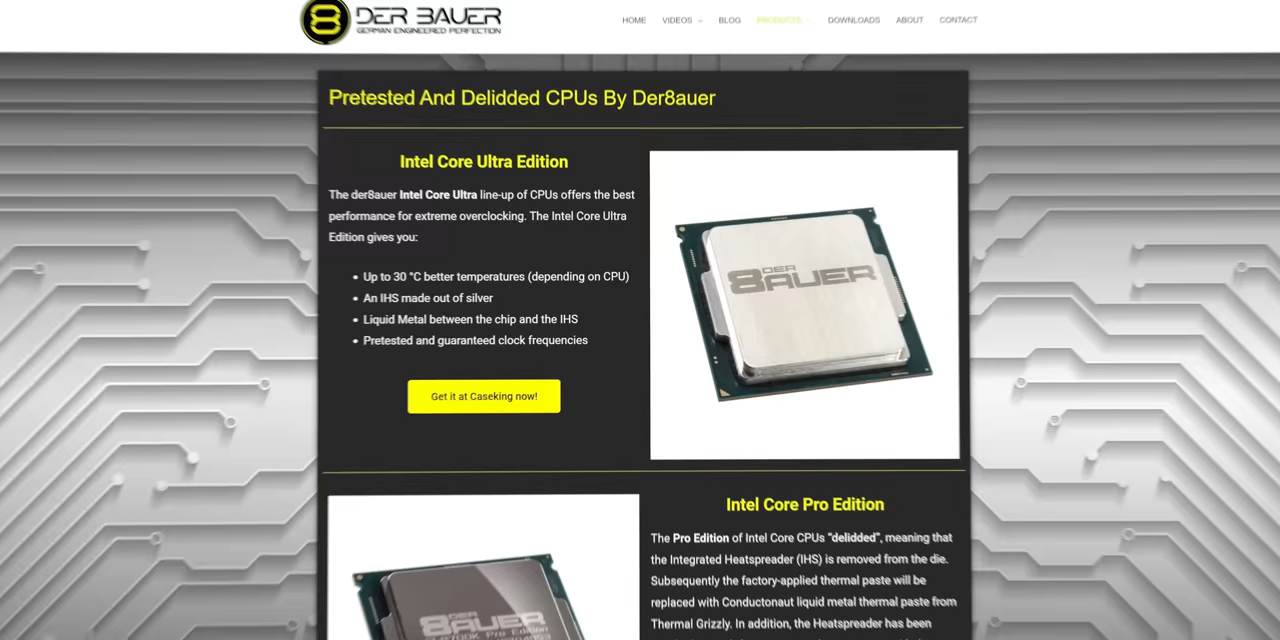 DER 8AUER
GERMAN ENGINEERED PERFECTION
HOME VIDEOS BLOG PRODUCTS DOWNLOADS ABOUT CONTACT
Pretested And Delidded CPUs By Der8auer
Intel Core Ultra Edition
The der8auer Intel Core Ultra line-up of CPUs offers the best
performance for extreme overclocking. The Intel Core Ultra
Edition gives you:
Up to 30 °C better temperatures (depending on CPU)
An IHS made out of silver
Liquid Metal between the chip and the IHS
Pretested and guaranteed clock frequencies
Get it at Caseking now!
DER
8AUER
Intel Core Pro Edition
The Pro Edition of Intel Core CPUs "delidded", meaning that
the Integrated Heatspreader (IHS) is removed from the die.
Subsequently the factory-applied thermal paste will be
replaced with Conductonaut liquid metal thermal paste from
Thermal Grizzly. In addition, the Heatspreader has been
DER
8AUER
Pro Edition